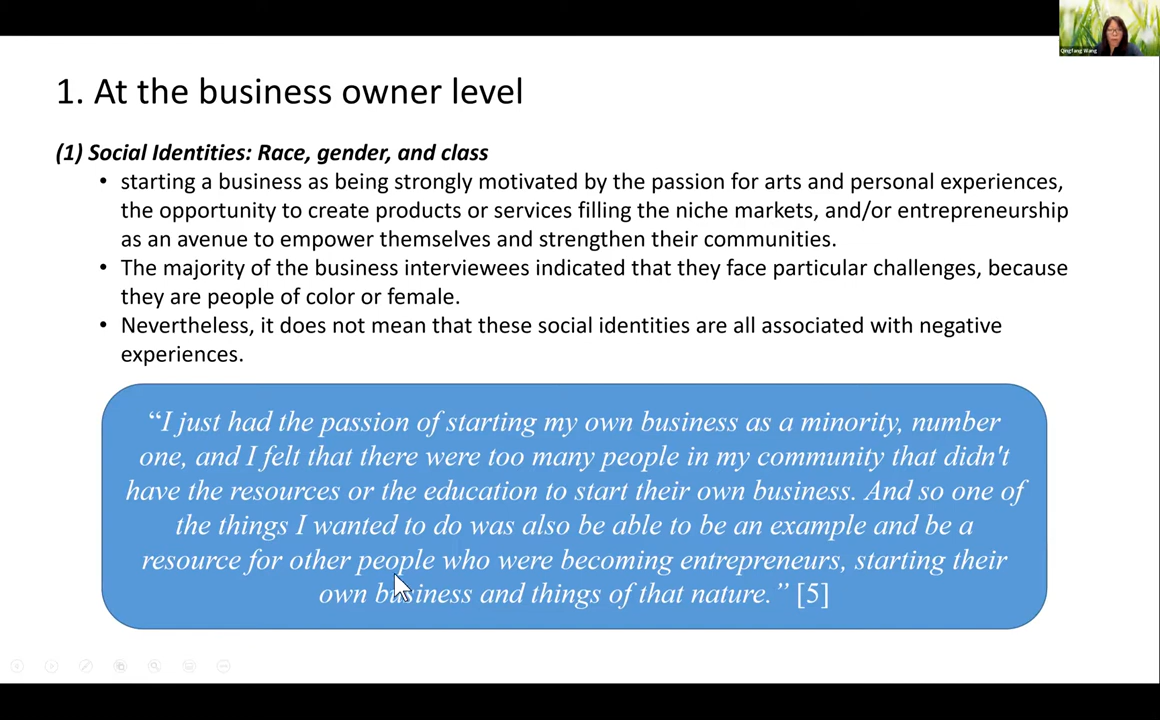 Qingfang Wang
1. At the business owner level
(1) Social Identities: Race, gender, and class
• starting a business as being strongly motivated by the passion for arts and personal experiences,
the opportunity to create products or services filling the niche markets, and/or entrepreneurship
as an avenue to empower themselves and strengthen their communities.
• The majority of the business interviewees indicated that they face particular challenges, because
they are people of color or female.
• Nevertheless, it does not mean that these social identities are all associated with negative
experiences.
“I just had the passion of starting my own business as a minority, number
one, and I felt that there were too many people in my community that didn't
have the resources or the education to start their own business. And so one of
the things I wanted to do was also be able to be an example and be a
resource for other people who were becoming entrepreneurs, starting their
own business and things of that nature.” [5]